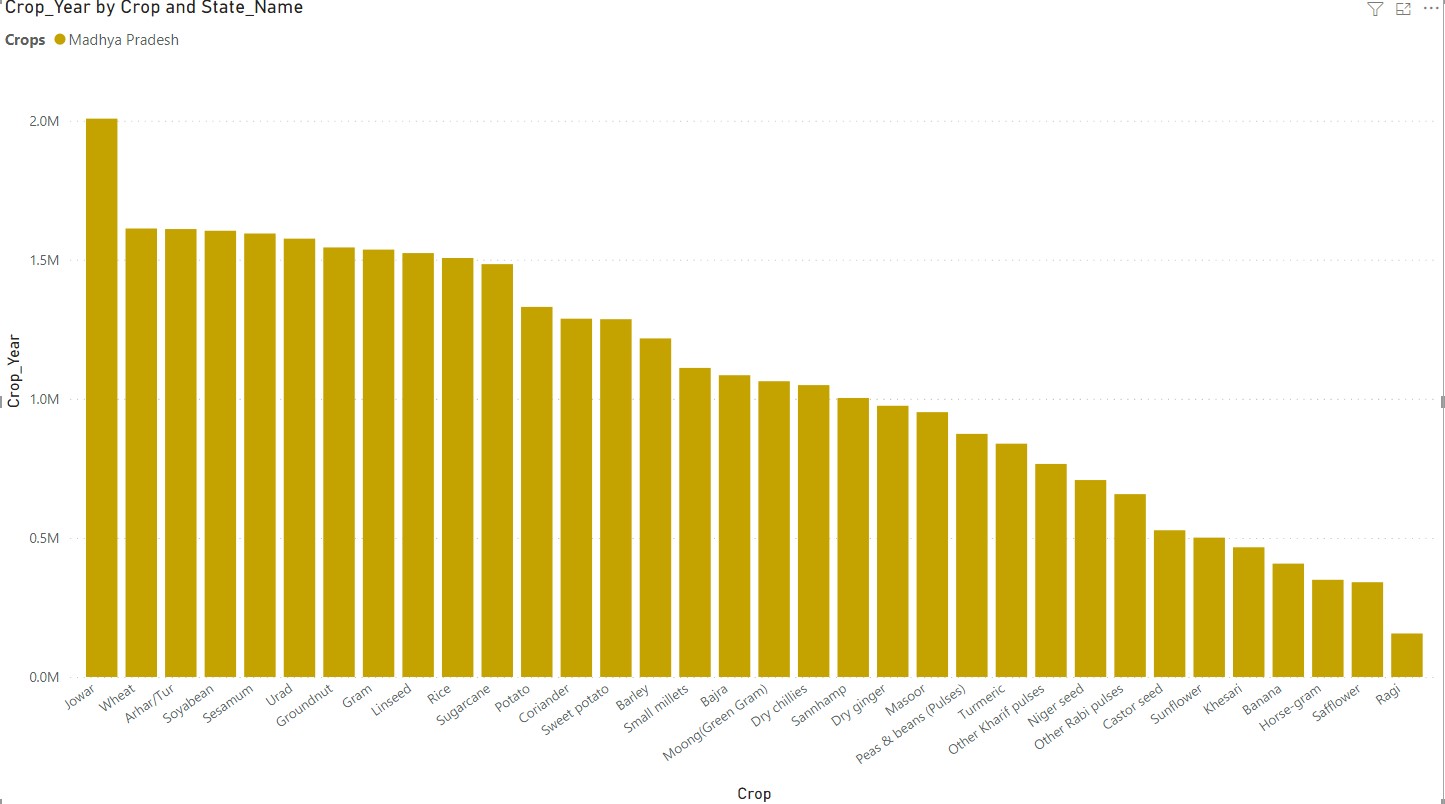 Crop_Year by Crop and State_Name
Crops Madhya Pradesh
2.0M
1.5M
1.0M
0.5M
0.0M
Crop_Year
Jowar
Wheat
Arhar/Tur
Soyabean
Sesamum
Urad
Groundnut
Gram
Linseed
Rice
Sugarcane
Potato
Coriander
Sweet potato
Barley
Small millets
Bajra
Moong(Green Gram)
Dry chillies
Sannhamp
Dry ginger
Masoor
Peas & beans (Pulses)
Turmeric
Other Kharif pulses
Niger seed
Other Rabi pulses
Castor seed
Sunflower
Khesari
Banana
Horse-gram
Safflower
Ragi
Crop